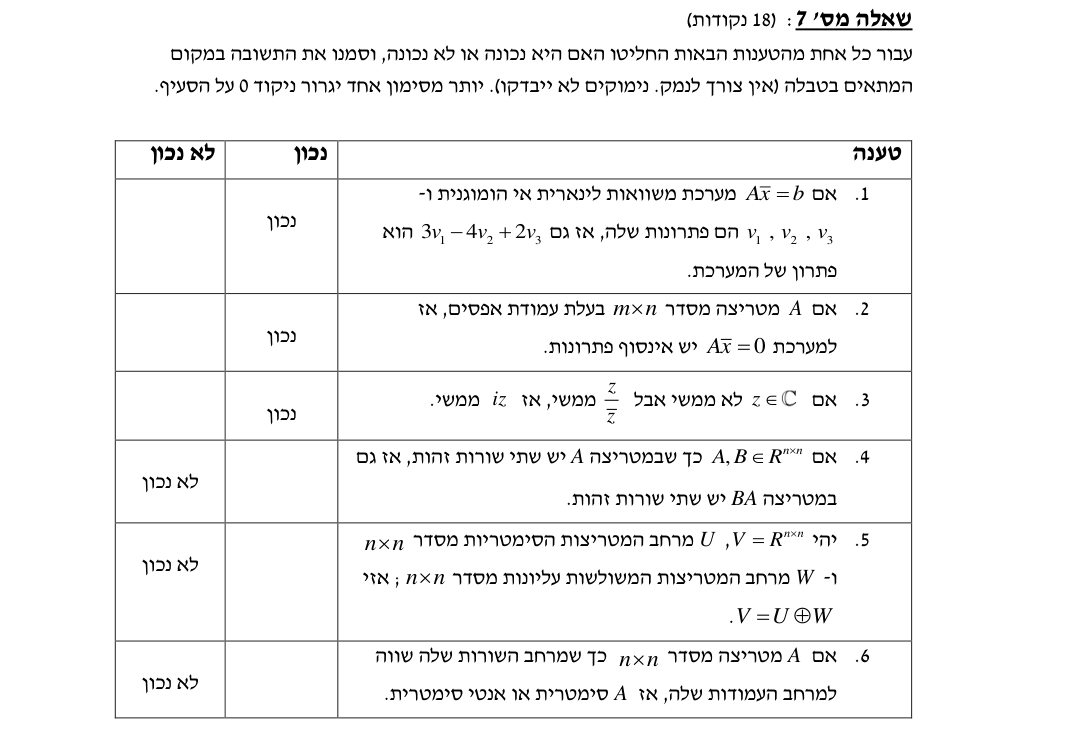 שאלה מס' 7 : (18 נקודות)
עבור כל אחת מהטענות הבאות החליטו האם היא נכונה או לא נכונה, וסמנו את התשובה במקום
המתאים בטבלה (אין צורך לנמק. נימוקים לא ייבדקו). יותר מסימון אחד יגרור ניקוד 0 על הסעיף.
טענה נכון לא נכון
1. אם Ax̅ = b מערכת משוואות לינארית אי הומוגנית ו-
v₁ , v₂ , v₃ הם פתרונות שלה, אז גם 3v₁ − 4v₂ + 2v₃ הוא
פתרון של המערכת.
נכון
2. אם A מטריצה מסדר m×n בעלת עמודת אפסים, אז
למערכת Ax̅ = 0 יש אינסוף פתרונות.
נכון
3. אם z ∈ ℂ לא ממשי אבל z/z̅ ממשי, אז iz ממשי.
נכון
4. אם A, B ∈ Rⁿˣⁿ כך שבמטריצה A יש שתי שורות זהות, אז גם
במטריצה BA יש שתי שורות זהות.
לא נכון
5. יהי V = Rⁿˣⁿ, U מרחב המטריצות הסימטריות מסדר n×n
ו- W מרחב המטריצות המשולשות עליונות מסדר n×n ; אזי
V = U ⊕ W.
לא נכון
6. אם A מטריצה מסדר n×n כך שמרחב השורות שלה שווה
למרחב העמודות שלה, אז A סימטרית או אנטי סימטרית.
לא נכון